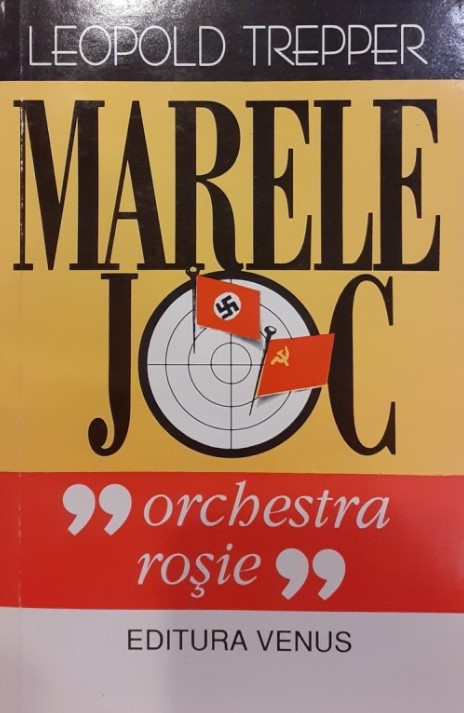 LEOPOLD TREPPER
MARELE
JOC
,, orchestra
roşie ”
EDITURA VENUS